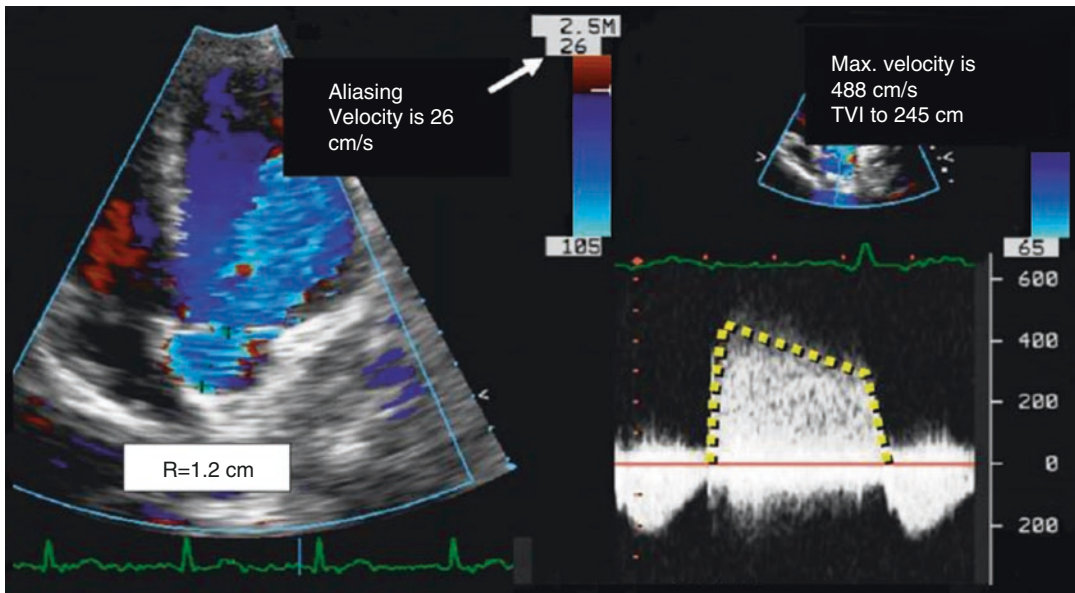 Aliasing
Velocity is 26
cm/s
2.5M
26
105
R=1.2 cm
Max. velocity is
488 cm/s
TVI to 245 cm
65
600
400
200
0
200